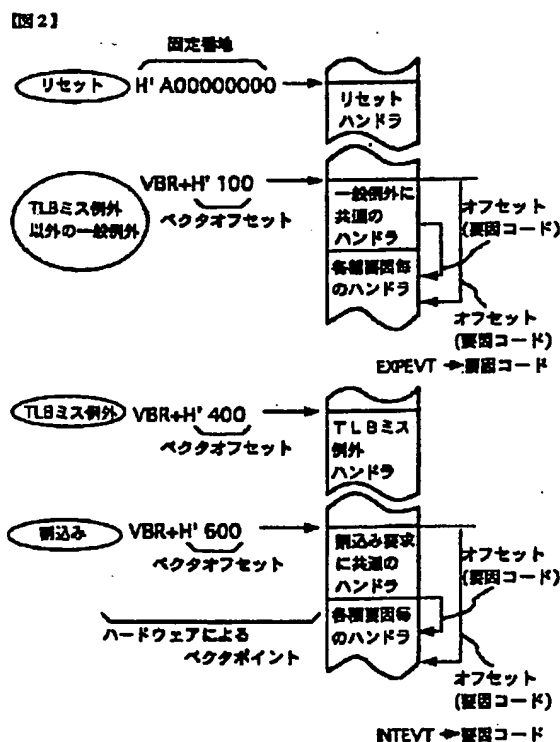 【図2】
固定番地
リセット H' A00000000
リセット
ハンドラ
VBR+H' 100
ベクタオフセット
TLBミス例外
以外の一般例外
一般例外に
共通の
ハンドラ
各種要因毎
のハンドラ
オフセット
(要因コード)
オフセット
(要因コード)
EXPEVT → 要因コード
TLBミス例外 VBR+H' 400
ベクタオフセット
TLBミス
例外
ハンドラ
割込み VBR+H' 600
ベクタオフセット
割込み要求
に共通の
ハンドラ
各種要因毎
のハンドラ
オフセット
(要因コード)
ハードウェアによる
ベクタポイント
オフセット
(要因コード)
INTEVT → 要因コード